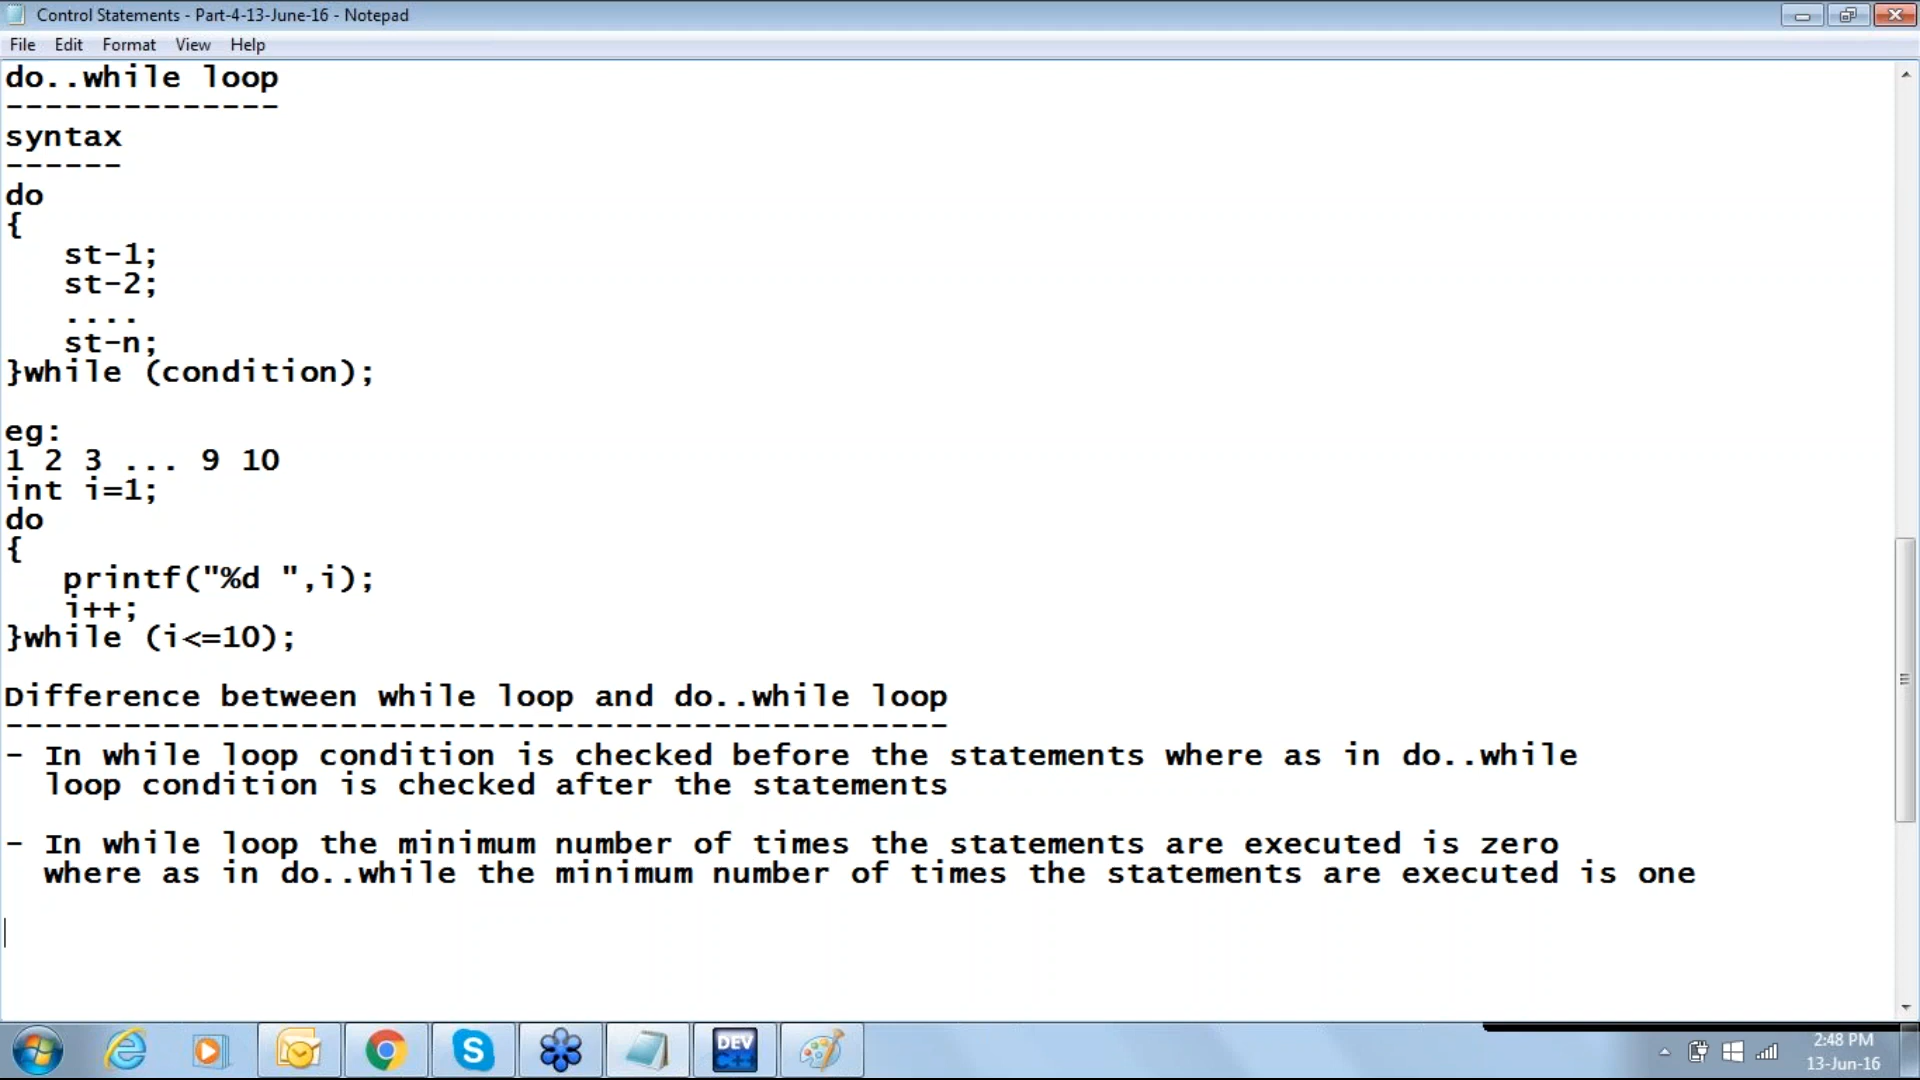 Control Statements - Part-4-13-June-16 - Notepad
File Edit Format View Help
do..while loop
--------------
syntax
------
do
{
st-1;
st-2;
....
st-n;
}while (condition);
eg:
1 2 3 ... 9 10
int i=1;
do
{
printf("%d ",i);
i++;
}while (i<=10);
Difference between while loop and do..while loop
------------------------------------------------
- In while loop condition is checked before the statements where as in do..while
loop condition is checked after the statements
- In while loop the minimum number of times the statements are executed is zero
where as in do..while the minimum number of times the statements are executed is one
DEV
C++
2:48 PM
13-Jun-16